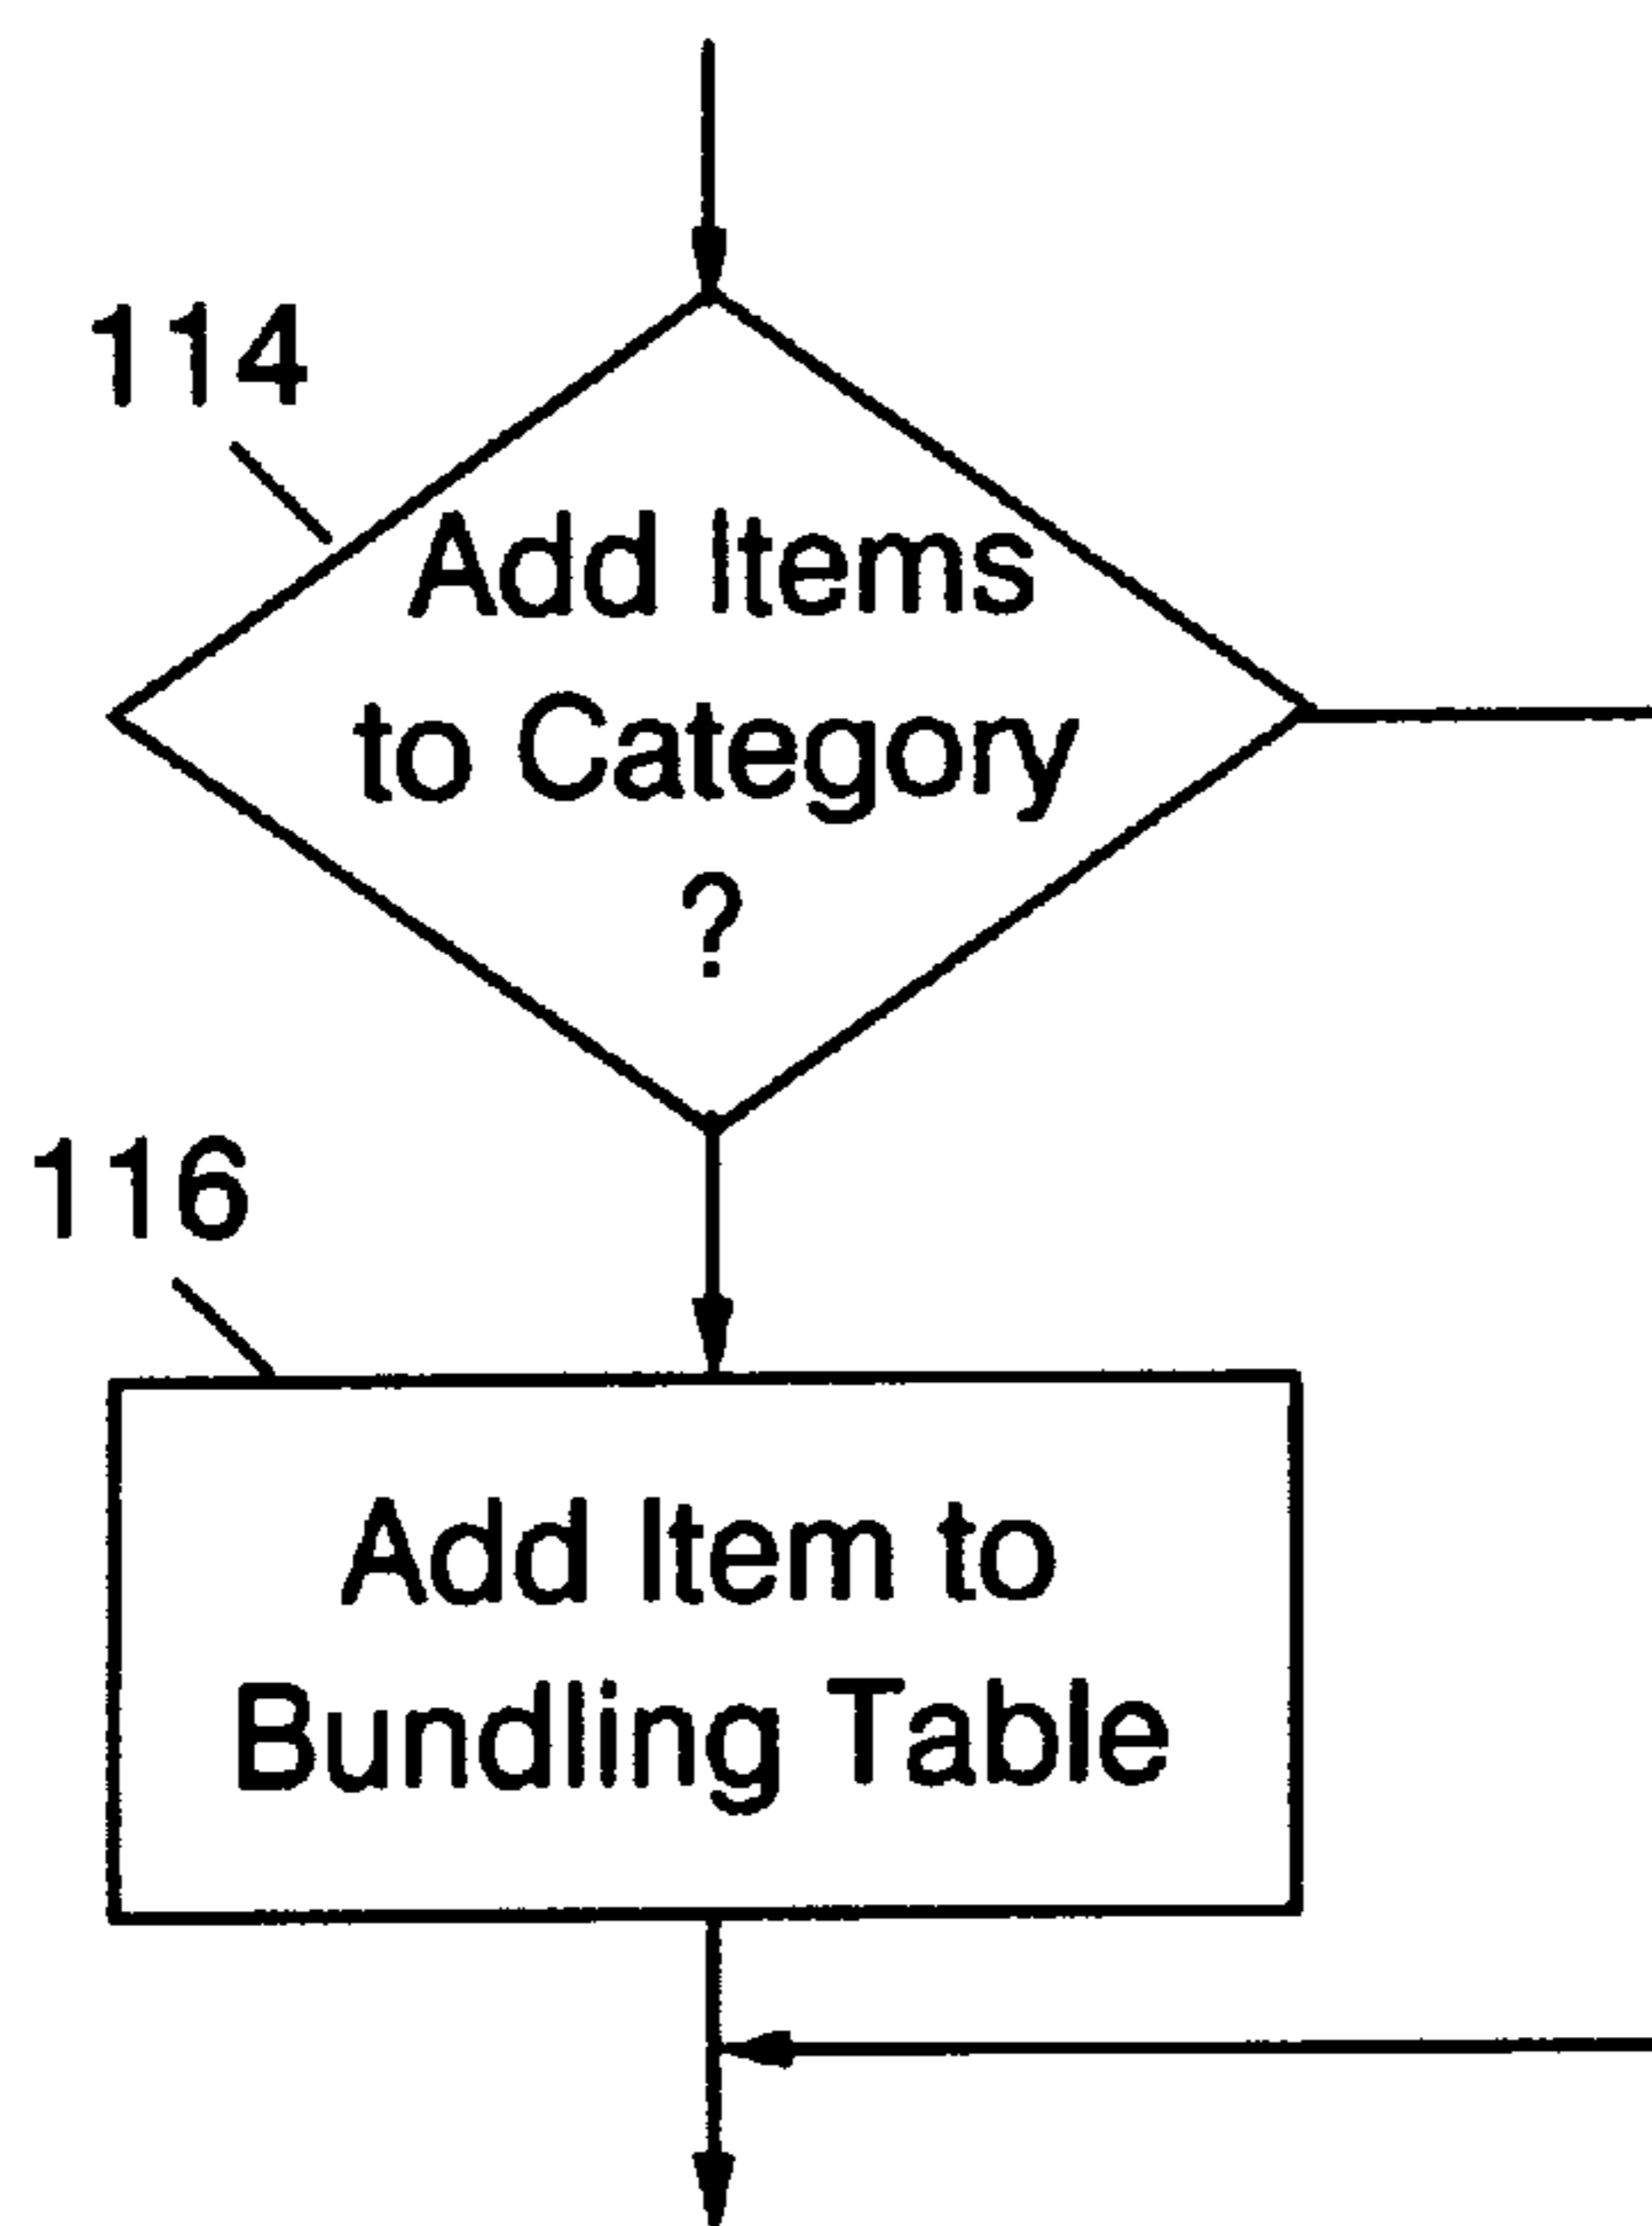 114
Add Items
to Category
?
116
Add Item to
Bundling Table